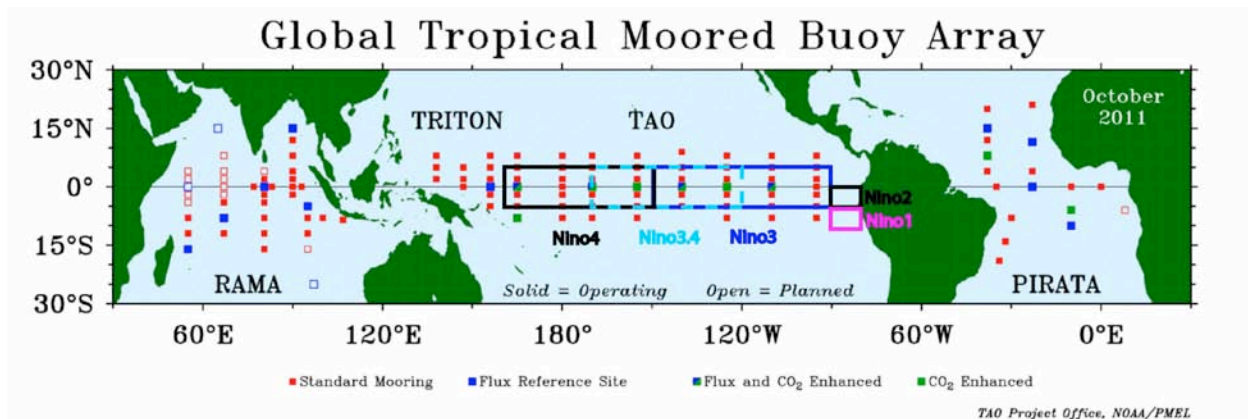 Global Tropical Moored Buoy Array
30°N
15°N
0°
15°S
30°S
TRITON
TAO
October
2011
Nino2
Nino1
Nino4
Nino3.4
Nino3
RAMA
Solid = Operating
Open = Planned
PIRATA
60°E
120°E
180°
120°W
60°W
0°E
Standard Mooring
Flux Reference Site
Flux and CO₂ Enhanced
CO₂ Enhanced
TAO Project Office, NOAA/PMEL